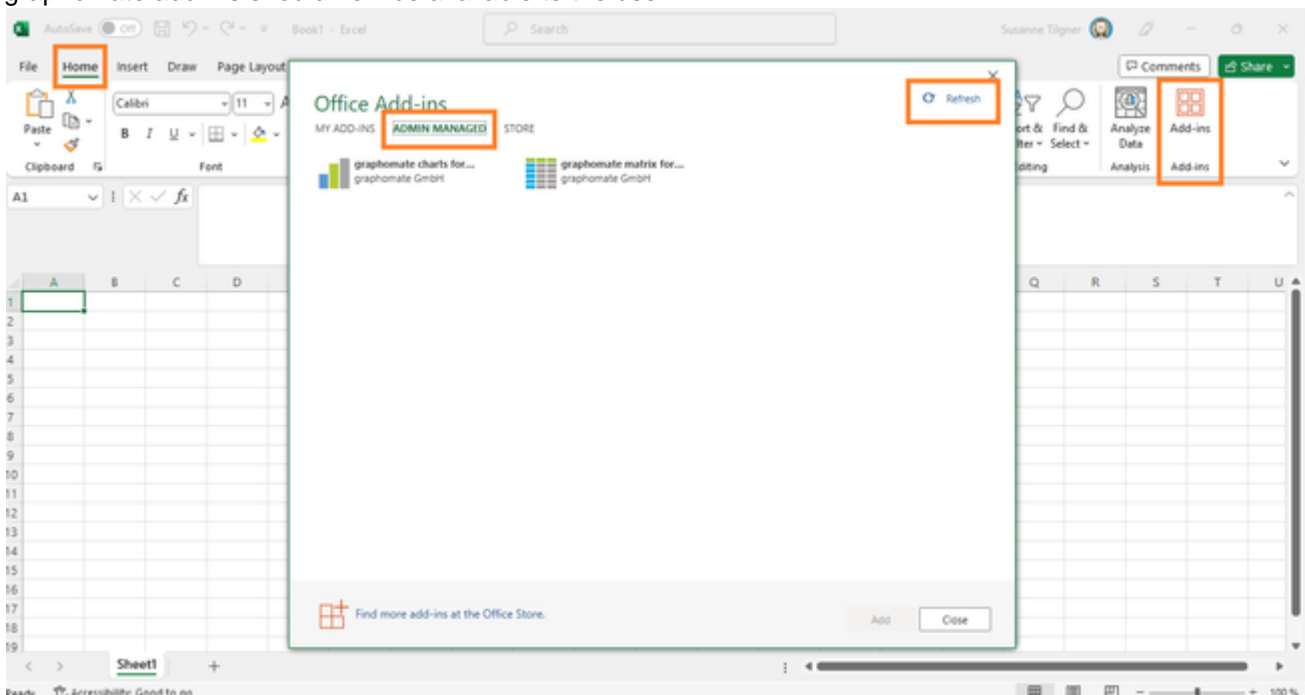 AutoSave Off Book1 - Excel Search Susanne Tilgner
File Home Insert Draw Page Layout Comments Share
Office Add-ins Refresh
MY ADD-INS ADMIN MANAGED STORE
Paste Calibri 11 Find & Select Analyze Data Add-ins
B I U
Clipboard Font Analysis Add-ins
graphomate charts for... graphomate matrix for...
graphomate GmbH graphomate GmbH
A1 fx
A B C D Q R S T U
1
2
3
4
5
6
7
8
9
10
11
12
13
14
15
16
17
18
19
Find more add-ins at the Office Store. Add Close
Sheet1
Ready Accessibility: Good to go 100 %